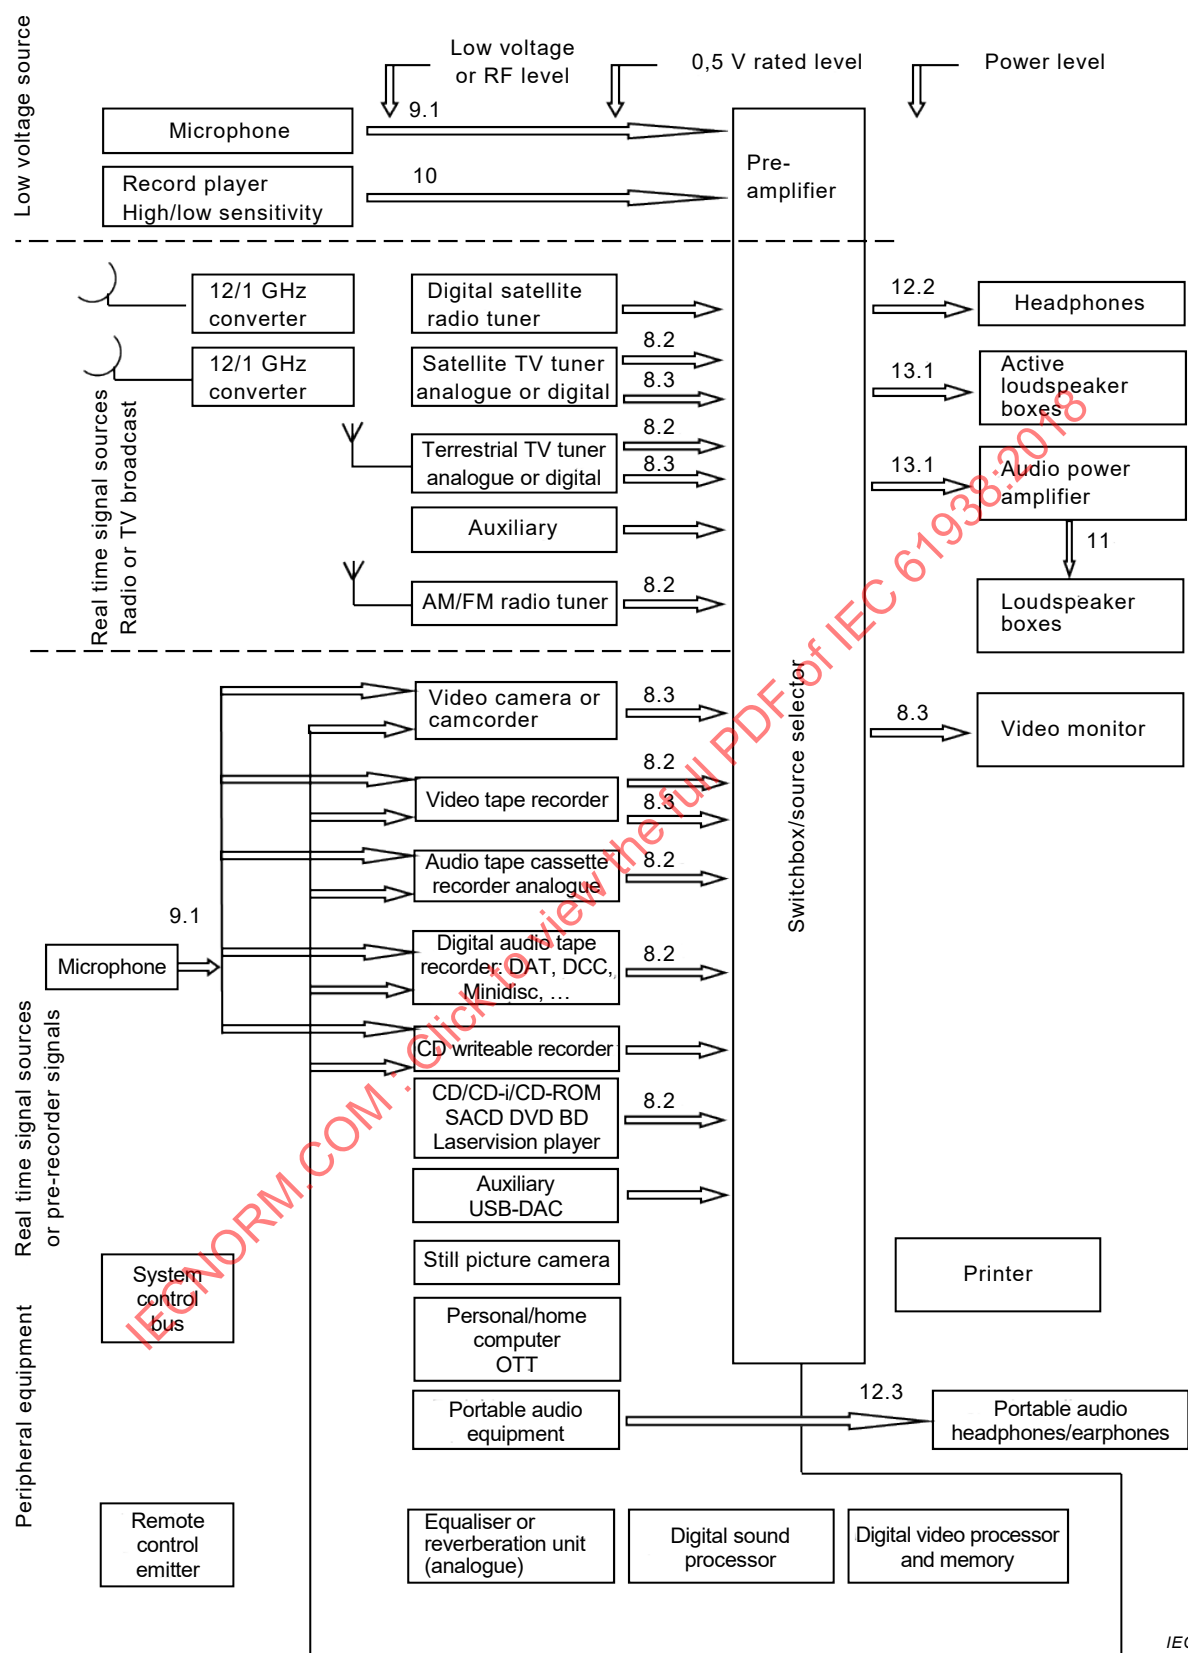 Low voltage source
Low voltage
or RF level
0,5 V rated level
Power level
9.1
Microphone
10
Record player
High/low sensitivity
Pre-
amplifier
Real time signal sources
Radio or TV broadcast
12/1 GHz
converter
Digital satellite
radio tuner
12.2
Headphones
12/1 GHz
converter
Satellite TV tuner
analogue or digital
8.2
8.3
13.1
Active
loudspeaker
boxes
Terrestrial TV tuner
analogue or digital
8.2
8.3
13.1
Audio power
amplifier
Auxiliary
11
AM/FM radio tuner
8.2
Loudspeaker
boxes
Switchbox/source selector
Video camera or
camcorder
8.3
8.3
Video monitor
Video tape recorder
8.2
8.3
Audio tape cassette
recorder analogue
8.2
9.1
Microphone
Digital audio tape
recorder: DAT, DCC,
Minidisc, …
8.2
Real time signal sources
or pre-recorder signals
CD writeable recorder
CD/CD-i/CD-ROM
SACD DVD BD
Laservision player
8.2
Auxiliary
USB-DAC
Still picture camera
Printer
System
control
bus
Peripheral equipment
Personal/home
computer
OTT
Portable audio
equipment
12.3
Portable audio
headphones/earphones
Remote
control
emitter
Equaliser or
reverberation unit
(analogue)
Digital sound
processor
Digital video processor
and memory
IEC
IECNORM.COM : Click to view the full PDF of IEC 61938:2018